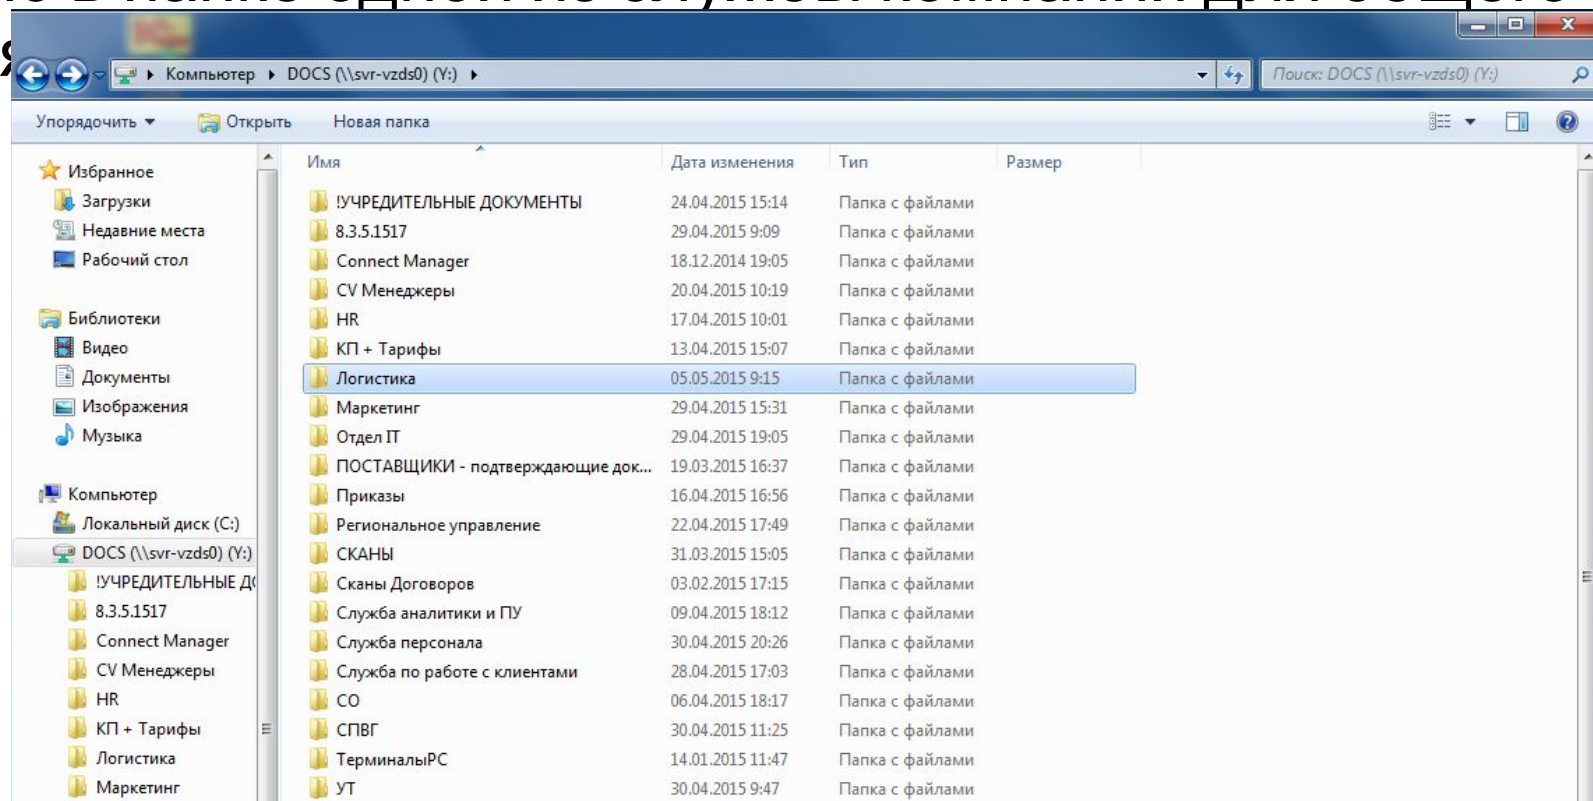 одной из служб компании для общего
Компьютер ▸ DOCS (\\svr-vzds0) (Y:) ▸
Поиск: DOCS (\\svr-vzds0) (Y:)
Упорядочить Открыть Новая папка
Имя Дата изменения Тип Размер
Избранное
Загрузки
Недавние места
Рабочий стол
Библиотеки
Видео
Документы
Изображения
Музыка
Компьютер
Локальный диск (C:)
DOCS (\\svr-vzds0) (Y:)
!УЧРЕДИТЕЛЬНЫЕ
8.3.5.1517
Connect Manager
CV Менеджеры
HR
КП + Тарифы
Логистика
Маркетинг
!УЧРЕДИТЕЛЬНЫЕ ДОКУМЕНТЫ 24.04.2015 15:14 Папка с файлами
8.3.5.1517 29.04.2015 9:09 Папка с файлами
Connect Manager 18.12.2014 19:05 Папка с файлами
CV Менеджеры 20.04.2015 10:19 Папка с файлами
HR 17.04.2015 10:01 Папка с файлами
КП + Тарифы 13.04.2015 15:07 Папка с файлами
Логистика 05.05.2015 9:15 Папка с файлами
Маркетинг 29.04.2015 15:31 Папка с файлами
Отдел IT 29.04.2015 19:05 Папка с файлами
ПОСТАВЩИКИ - подтверждающие док... 19.03.2015 16:37 Папка с файлами
Приказы 16.04.2015 16:56 Папка с файлами
Региональное управление 22.04.2015 17:49 Папка с файлами
СКАНЫ 31.03.2015 15:05 Папка с файлами
Сканы Договоров 03.02.2015 17:15 Папка с файлами
Служба аналитики и ПУ 09.04.2015 18:12 Папка с файлами
Служба персонала 30.04.2015 20:26 Папка с файлами
Служба по работе с клиентами 28.04.2015 17:03 Папка с файлами
СО 06.04.2015 18:17 Папка с файлами
СПВГ 30.04.2015 11:25 Папка с файлами
ТерминалыРС 14.01.2015 11:47 Папка с файлами
УТ 30.04.2015 9:47 Папка с файлами